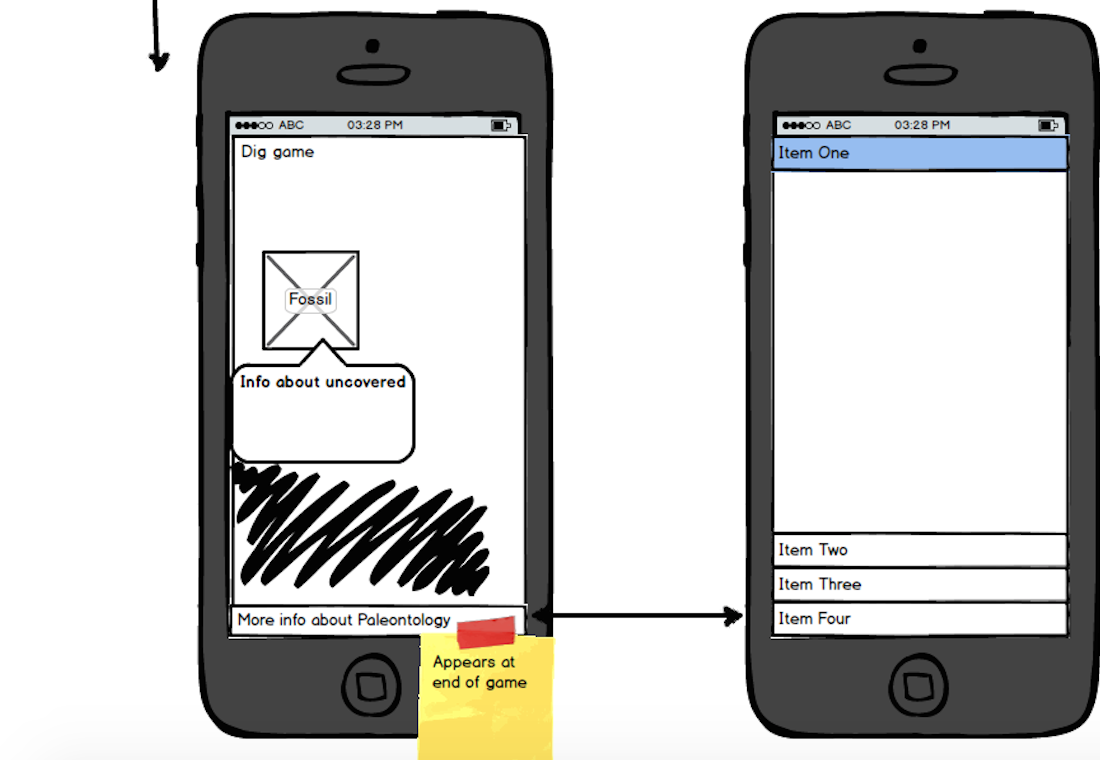 ABC 03:28 PM
Dig game
Fossil
Info about uncovered
More info about Paleontology
Appears at
end of game
ABC 03:28 PM
Item One
Item Two
Item Three
Item Four